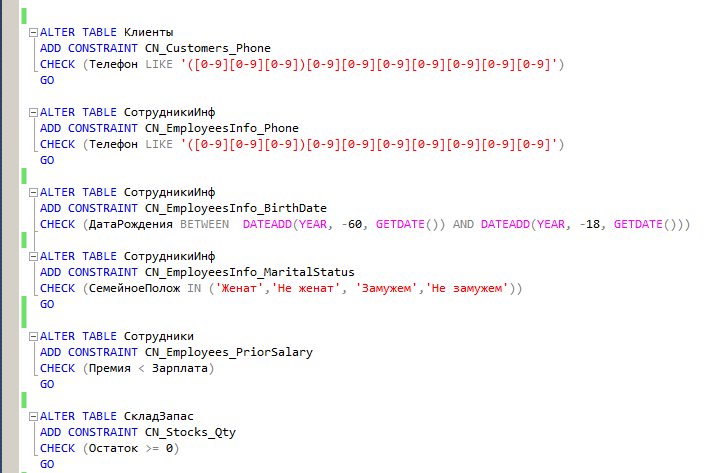 ALTER TABLE Клиенты
ADD CONSTRAINT CN_Customers_Phone
CHECK (Телефон LIKE '([0-9][0-9][0-9])[0-9][0-9][0-9][0-9][0-9][0-9][0-9]')
GO
ALTER TABLE СотрудникиИнф
ADD CONSTRAINT CN_EmployeesInfo_Phone
CHECK (Телефон LIKE '([0-9][0-9][0-9])[0-9][0-9][0-9][0-9][0-9][0-9][0-9]')
GO
ALTER TABLE СотрудникиИнф
ADD CONSTRAINT CN_EmployeesInfo_BirthDate
CHECK (ДатаРождения BETWEEN  DATEADD(YEAR, -60, GETDATE()) AND DATEADD(YEAR, -18, GETDATE()))
ALTER TABLE СотрудникиИнф
ADD CONSTRAINT CN_EmployeesInfo_MaritalStatus
CHECK (СемейноеПолож IN ('Женат','Не женат', 'Замужем','Не замужем'))
GO
ALTER TABLE Сотрудники
ADD CONSTRAINT CN_Employees_PriorSalary
CHECK (Премия < Зарплата)
GO
ALTER TABLE СкладЗапас
ADD CONSTRAINT CN_Stocks_Qty
CHECK (Остаток >= 0)
GO